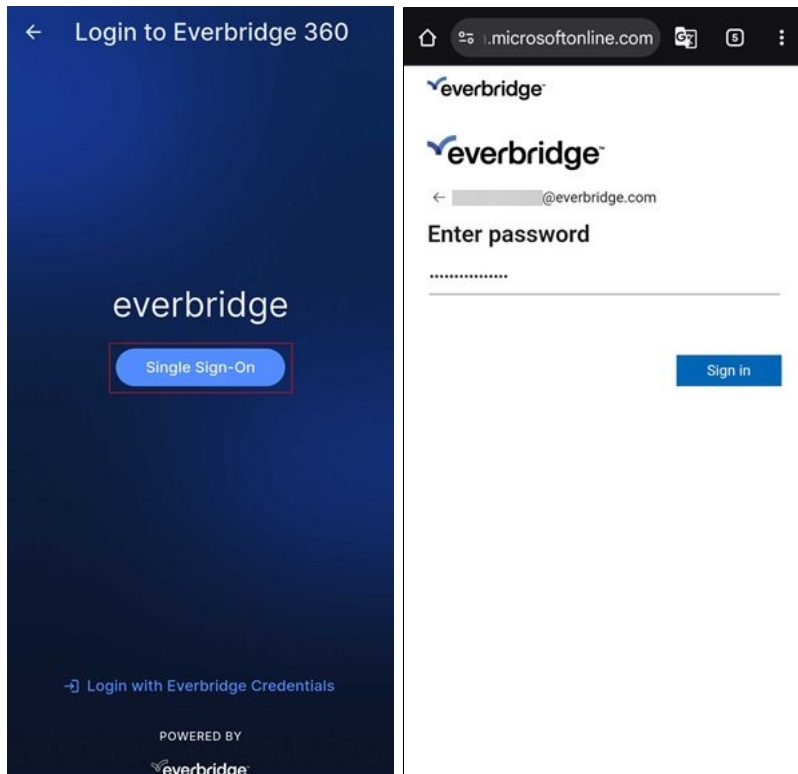 Login to Everbridge 360
everbridge
Single Sign-On
Login with Everbridge Credentials
POWERED BY
everbridge
.microsoftonline.com
5
everbridge
everbridge
@everbridge.com
Enter password
Sign in